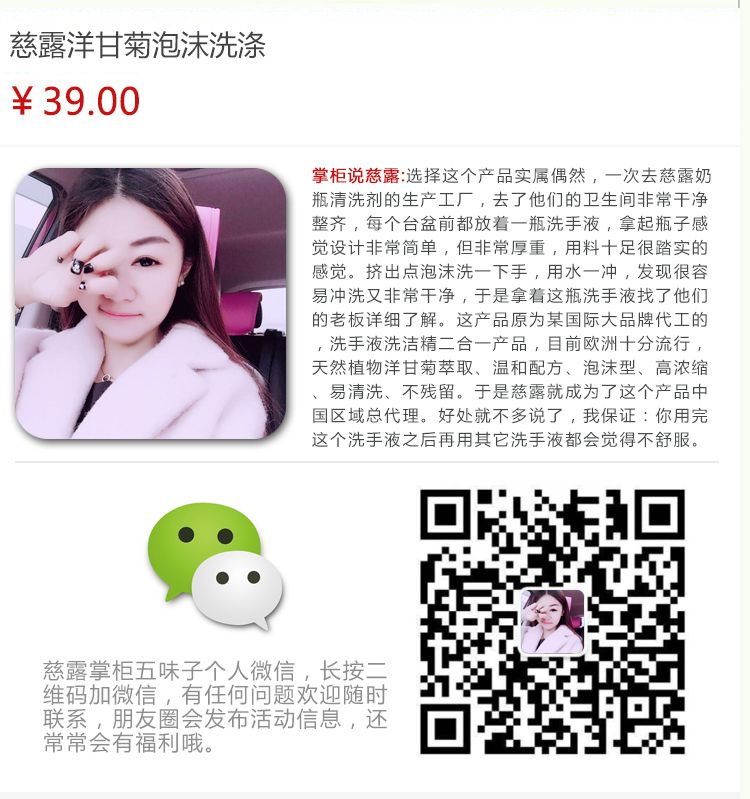 慈露洋甘菊泡沫洗涤
¥ 39.00
掌柜说慈露:选择这个产品实属偶然，一次去慈露奶
瓶清洗剂的生产工厂，去了他们的卫生间非常干净
整齐，每个台盆前都放着一瓶洗手液，拿起瓶子感
觉设计非常简单，但非常厚重，用料十足很踏实的
感觉。挤出点泡沫洗一下手，用水一冲，发现很容
易冲洗又非常干净，于是拿着这瓶洗手液找了他们
的老板详细了解。这产品原为某国际大品牌代工的
，洗手液洗洁精二合一产品，目前欧洲十分流行，
天然植物洋甘菊萃取、温和配方、泡沫型、高浓缩
、易清洗、不残留。于是慈露就成为了这个产品中
国区域总代理。好处就不多说了，我保证：你用完
这个洗手液之后再用其它洗手液都会觉得不舒服。
慈露掌柜五味子个人微信，长按二
维码加微信，有任何问题欢迎随时
联系，朋友圈会发布活动信息，还
常常会有福利哦。